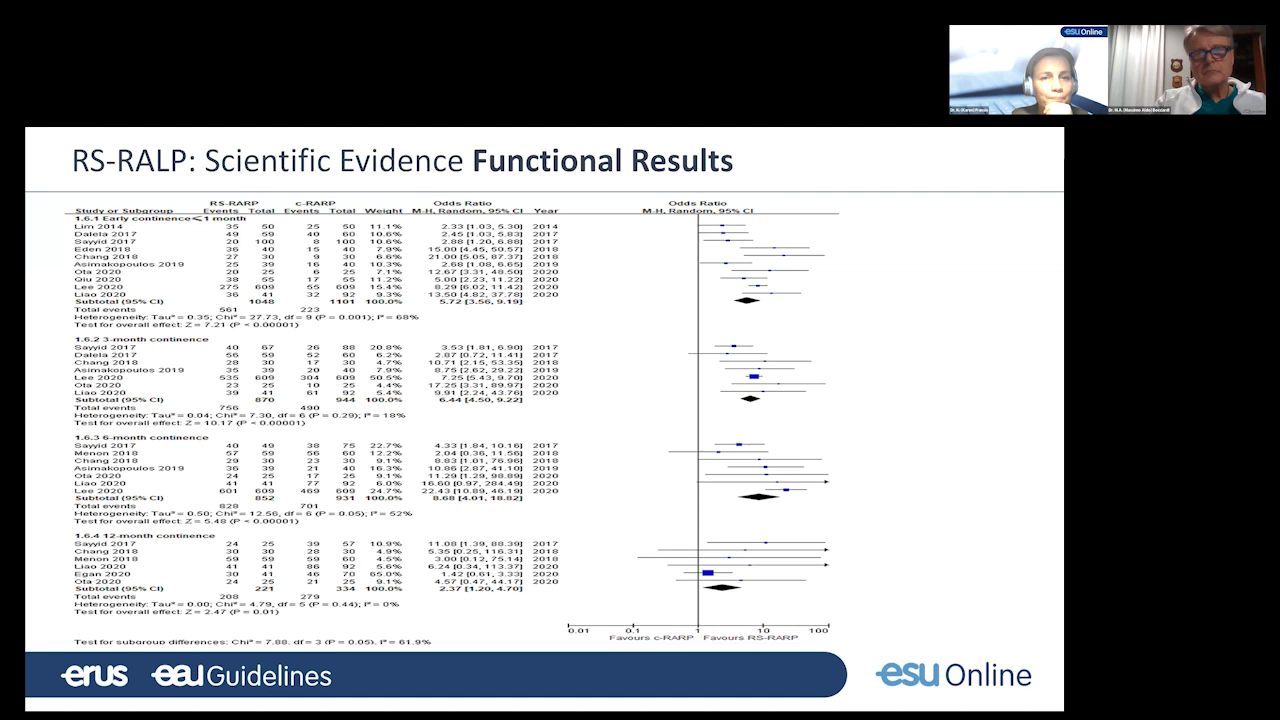 esu Online
Dr. M.A. (Massimo Aldo) Boccardi
RS-RALP: Scientific Evidence Functional Results
RS-RARP c-RARP Odds Ratio Odds Ratio
Study or Subgroup Events Total Events Total Weight M-H, Random, 95% CI Year M-H, Random, 95% CI
1.6.1 Early continence≤1 month
Lim 2014 35 50 25 50 11.1% 2.33 [1.03, 5.30] 2014
Dalela 2017 49 59 40 60 10.6% 2.45 [1.03, 5.83] 2017
Sayyid 2017 20 100 8 100 10.6% 2.88 [1.20, 6.88] 2017
Eden 2018 36 40 15 40 7.9% 15.00 [4.45, 50.57] 2018
Chang 2018 27 30 9 30 6.6% 21.00 [5.05, 87.37] 2018
Asimakopoulos 2019 25 39 16 40 10.3% 2.68 [1.08, 6.65] 2019
Ota 2020 20 25 6 25 7.1% 12.67 [3.31, 48.50] 2020
Qiu 2020 38 55 17 55 11.2% 5.00 [2.23, 11.22] 2020
Lee 2020 275 609 55 609 15.4% 8.29 [6.02, 11.42] 2020
Liao 2020 36 41 32 92 9.3% 13.50 [4.82, 37.78] 2020
Subtotal (95% CI) 1048 1101 100.0% 5.72 [3.56, 9.19]
Total events 561 223
Heterogeneity: Tau² = 0.35; Chi² = 27.73, df = 9 (P = 0.001); I² = 68%
Test for overall effect: Z = 7.21 (P < 0.00001)
1.6.2 3-month continence
Sayyid 2017 40 67 26 88 20.8% 3.53 [1.81, 6.90] 2017
Dalela 2017 56 59 52 60 6.2% 2.87 [0.72, 11.41] 2017
Chang 2018 28 30 17 30 4.7% 10.71 [2.15, 53.35] 2018
Asimakopoulos 2019 35 39 20 40 7.9% 8.75 [2.62, 29.22] 2019
Lee 2020 535 609 304 609 50.5% 7.25 [5.43, 9.70] 2020
Ota 2020 23 25 10 25 4.4% 17.25 [3.31, 89.97] 2020
Liao 2020 39 41 61 92 5.4% 9.91 [2.24, 43.76] 2020
Subtotal (95% CI) 870 944 100.0% 6.44 [4.50, 9.22]
Total events 756 490
Heterogeneity: Tau² = 0.04; Chi² = 7.30, df = 6 (P = 0.29); I² = 18%
Test for overall effect: Z = 10.17 (P < 0.00001)
1.6.3 6-month continence
Sayyid 2017 40 49 38 75 22.7% 4.33 [1.84, 10.16] 2017
Menon 2018 57 59 56 60 12.2% 2.04 [0.36, 11.56] 2018
Chang 2018 29 30 23 30 9.4% 8.83 [1.01, 76.96] 2018
Asimakopoulos 2019 36 39 21 40 16.3% 10.86 [2.87, 41.10] 2019
Ota 2020 24 25 17 25 9.4% 11.29 [1.29, 98.89] 2020
Liao 2020 41 41 77 92 16.60 [0.97, 284.49] 2020
Lee 2020 601 609 469 609 24.7% 22.43 [10.89, 46.19] 2020
Subtotal (95% CI) 852 931 100.0% 8.68 [4.01, 18.82]
Total events 828 701
Heterogeneity: Tau² = 0.50; Chi² = 12.56, df = 6 (P = 0.05); I² = 52%
Test for overall effect: Z = 5.48 (P < 0.00001)
1.6.4 12-month continence
Sayyid 2017 24 25 39 57 10.9% 11.08 [1.39, 88.39] 2017
Chang 2018 30 30 28 30 4.9% 5.35 [0.25, 116.31] 2018
Menon 2018 59 59 59 60 4.5% 3.00 [0.12, 75.14] 2018
Liao 2020 41 41 86 92 5.6% 6.24 [0.34, 113.37] 2020
Egan 2020 30 41 46 70 65.0% 1.42 [0.61, 3.33] 2020
Ota 2020 24 25 21 25 9.1% 4.57 [0.47, 44.17] 2020
Subtotal (95% CI) 221 334 100.0% 2.37 [1.20, 4.70]
Total events 208 279
Heterogeneity: Tau² = 0.00; Chi² = 4.79, df = 5 (P = 0.44); I² = 0%
Test for overall effect: Z = 2.47 (P = 0.01)
0.01 0.1 1 10 100
Favours c-RARP Favours RS-RARP
Test for subgroup differences: Chi² = 7.88, df = 3 (P = 0.05), I² = 61.9%
erus eau Guidelines
esu Online